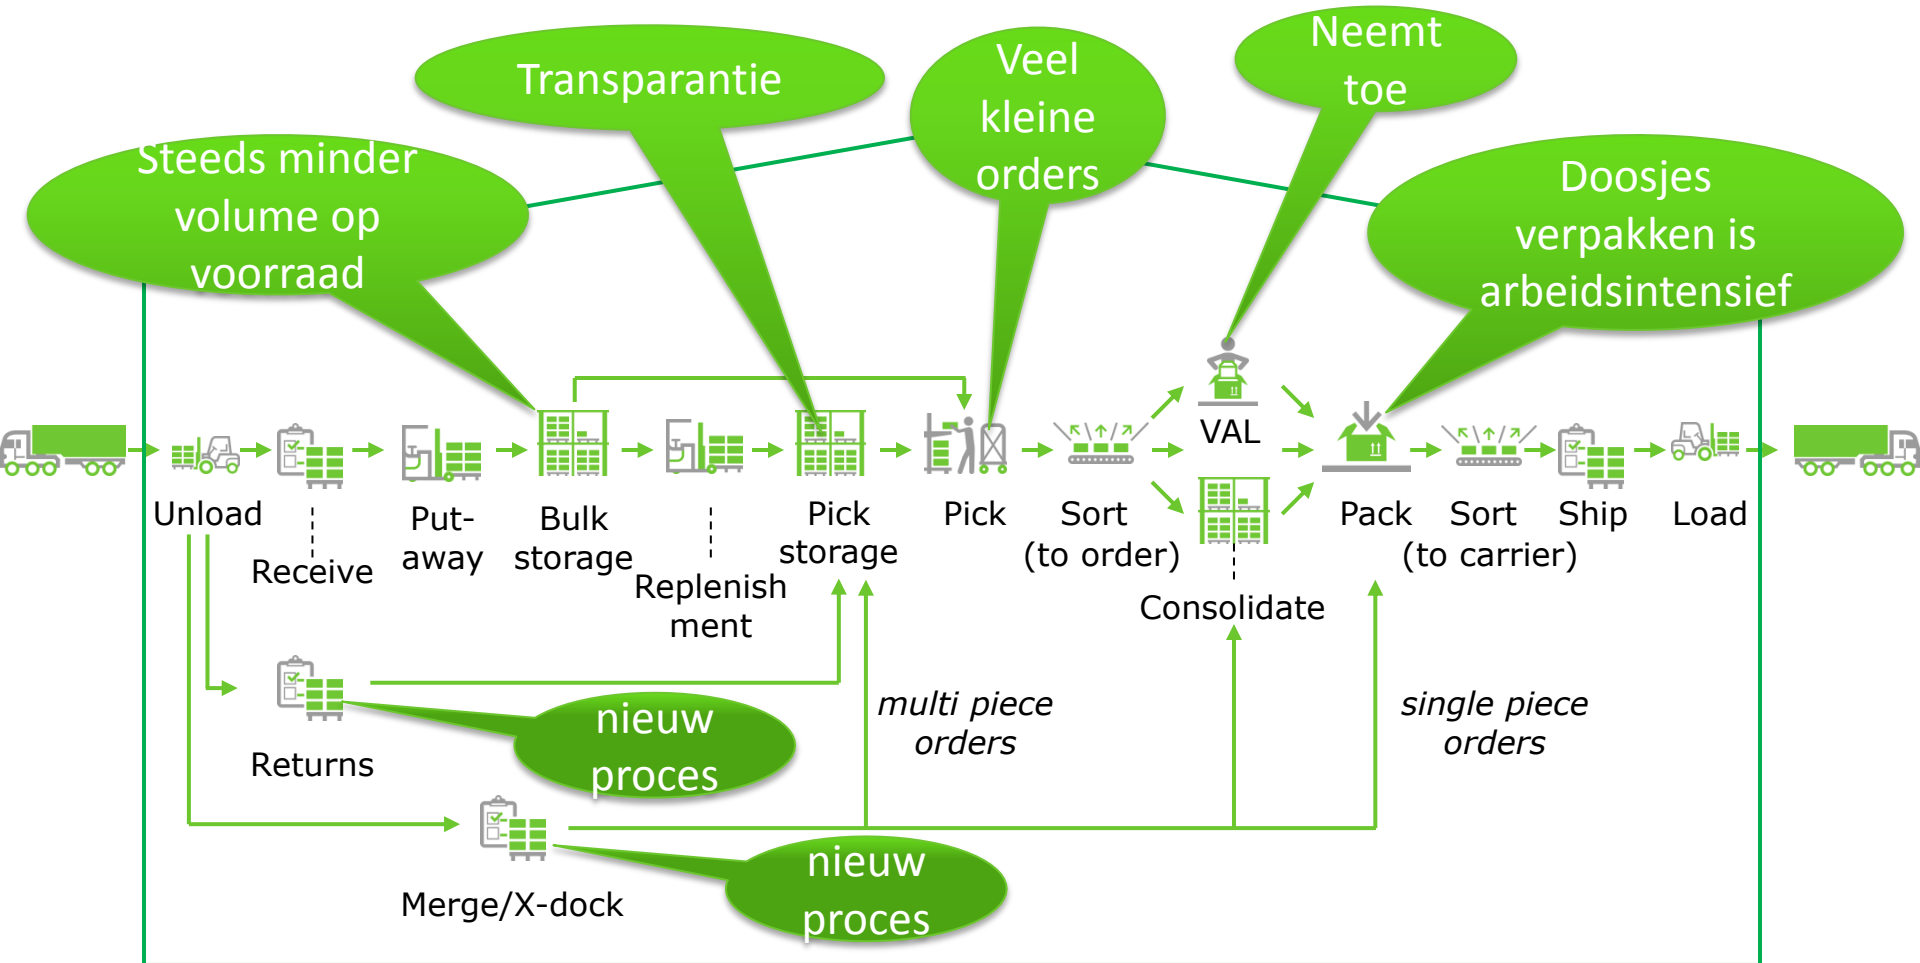 Neemt
toe
Transparantie
Veel
kleine
orders
Steeds minder
volume op
voorraad
Doosjes
verpakken is
arbeidsintensief
VAL
Unload
Receive
Put-
away
Bulk
storage
Replenish
ment
Pick
storage
Pick
Sort
(to order)
Consolidate
Pack
Sort
(to carrier)
Ship
Load
Returns
nieuw
proces
multi piece
orders
single piece
orders
Merge/X-dock
nieuw
proces